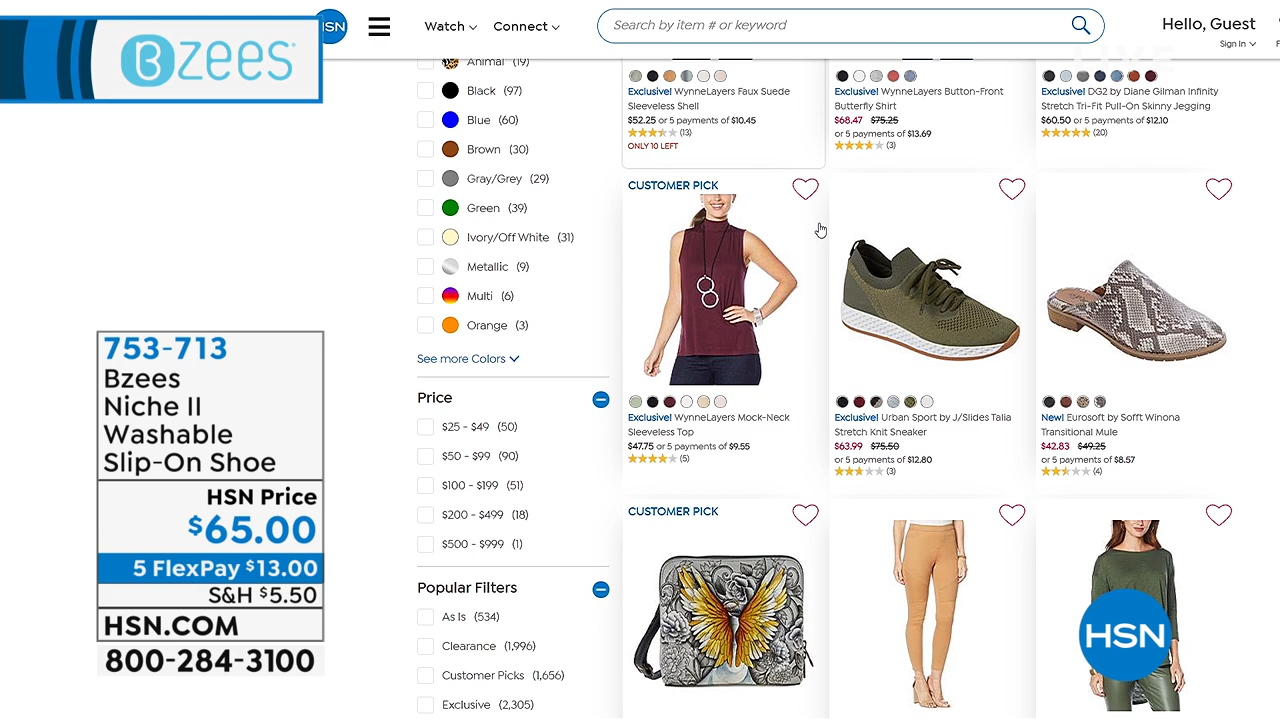 Bzees
HSN
Watch
Connect
Search by item # or keyword
Hello, Guest
Sign In
LIVE
Animal (19)
Black (97)
Blue (60)
Brown (30)
Gray/Grey (29)
Green (39)
Ivory/Off White (31)
Metallic (9)
Multi (6)
Orange (3)
See more Colors
Price
$25 - $49 (50)
$50 - $99 (90)
$100 - $199 (51)
$200 - $499 (18)
$500 - $999 (1)
Popular Filters
As Is (534)
Clearance (1,996)
Customer Picks (1,656)
Exclusive (2,305)
Exclusive! WynneLayers Faux Suede
Sleeveless Shell
$52.25 or 5 payments of $10.45
(13)
ONLY 10 LEFT
Exclusive! WynneLayers Button-Front
Butterfly Shirt
$68.47 $75.25
or 5 payments of $13.69
(3)
Exclusive! DG2 by Diane Gilman Infinity
Stretch Tri-Fit Pull-On Skinny Jegging
$60.50 or 5 payments of $12.10
(20)
CUSTOMER PICK
Exclusive! WynneLayers Mock-Neck
Sleeveless Top
$47.75 or 5 payments of $9.55
(5)
Exclusive! Urban Sport by J/Slides Talia
Stretch Knit Sneaker
$63.99 $75.50
or 5 payments of $12.80
(3)
New! Eurosoft by Sofft Winona
Transitional Mule
$42.83 $49.25
or 5 payments of $8.57
(4)
CUSTOMER PICK
HSN
753-713
Bzees
Niche II
Washable
Slip-On Shoe
HSN Price
$65.00
5 FlexPay $13.00
S&H $5.50
HSN.COM
800-284-3100